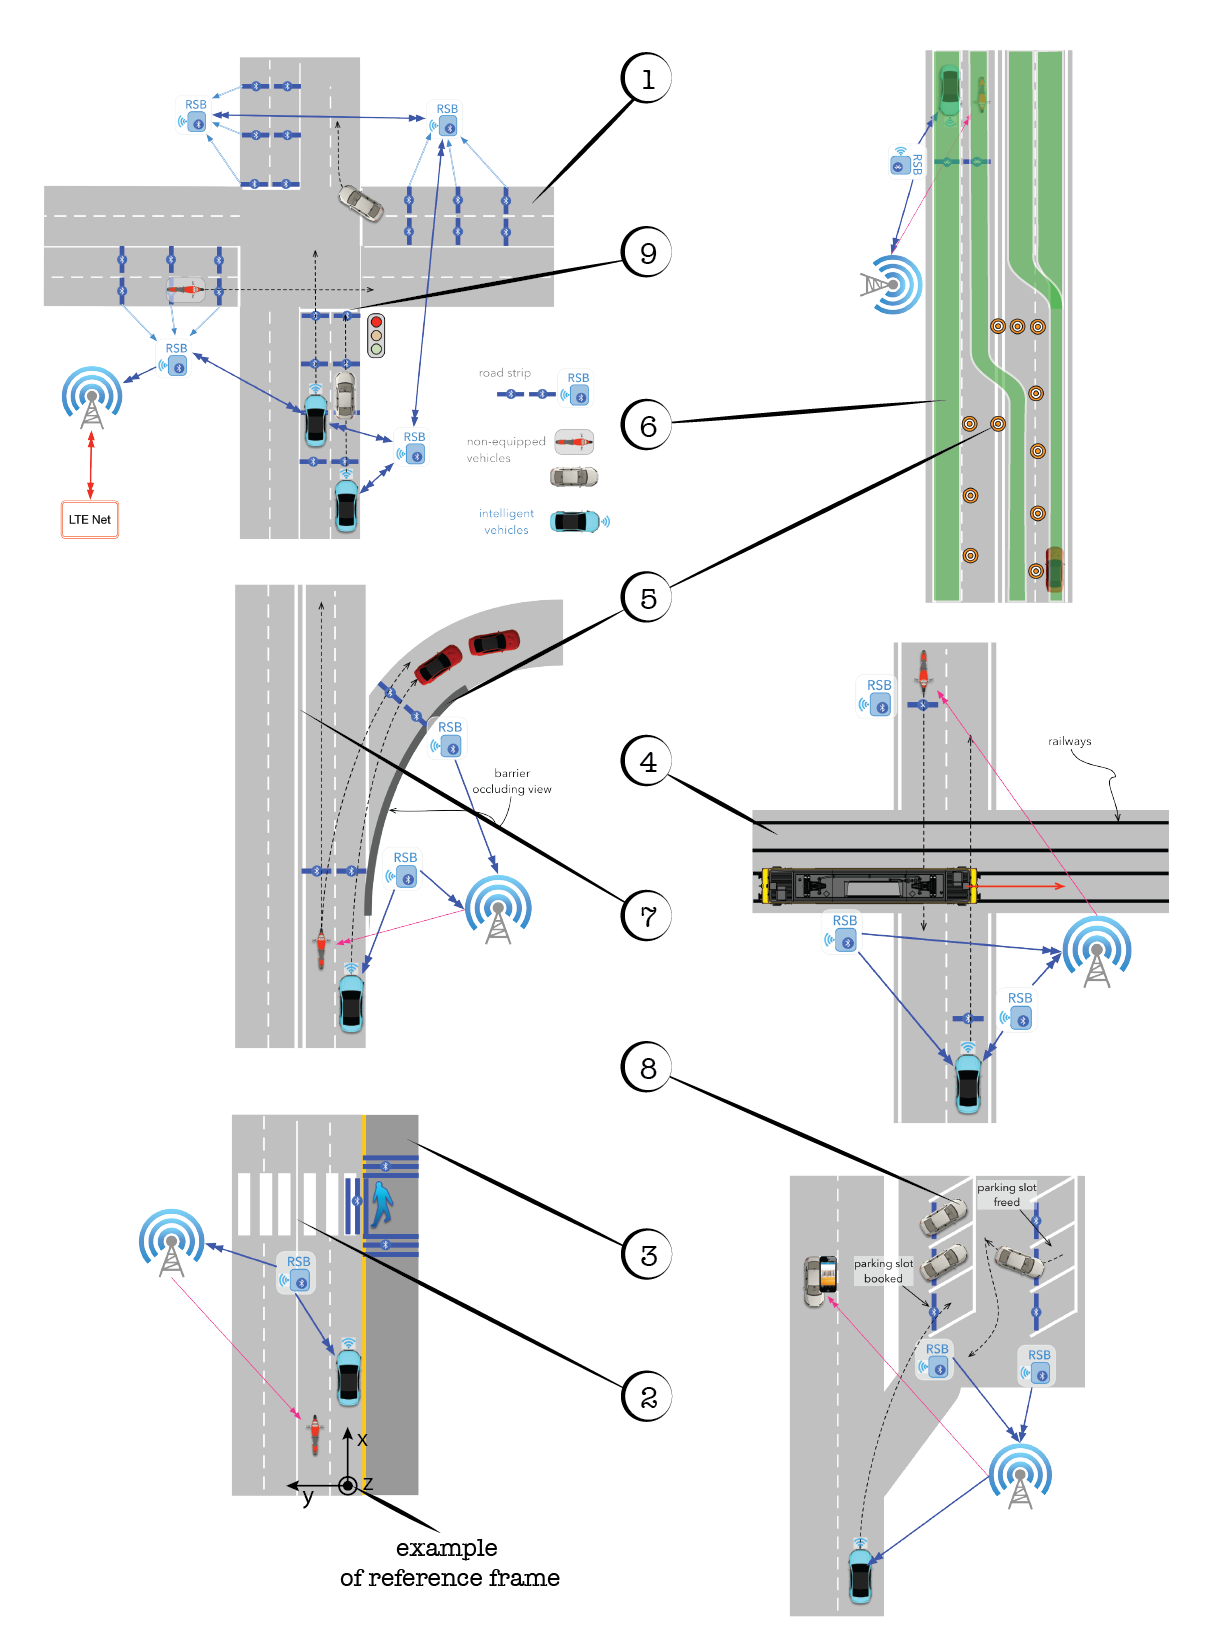 1
RSB
RSB
RSB
9
RSB
road strip
RSB
RSB
non-equipped
vehicles
LTE Net
intelligent
vehicles
6
RSB
5
RSB
barrier
occluding view
RSB
7
4
RSB
railways
RSB
RSB
8
3
2
RSB
x
y
z
example
of reference frame
parking slot
freed
parking slot
booked
RSB
RSB